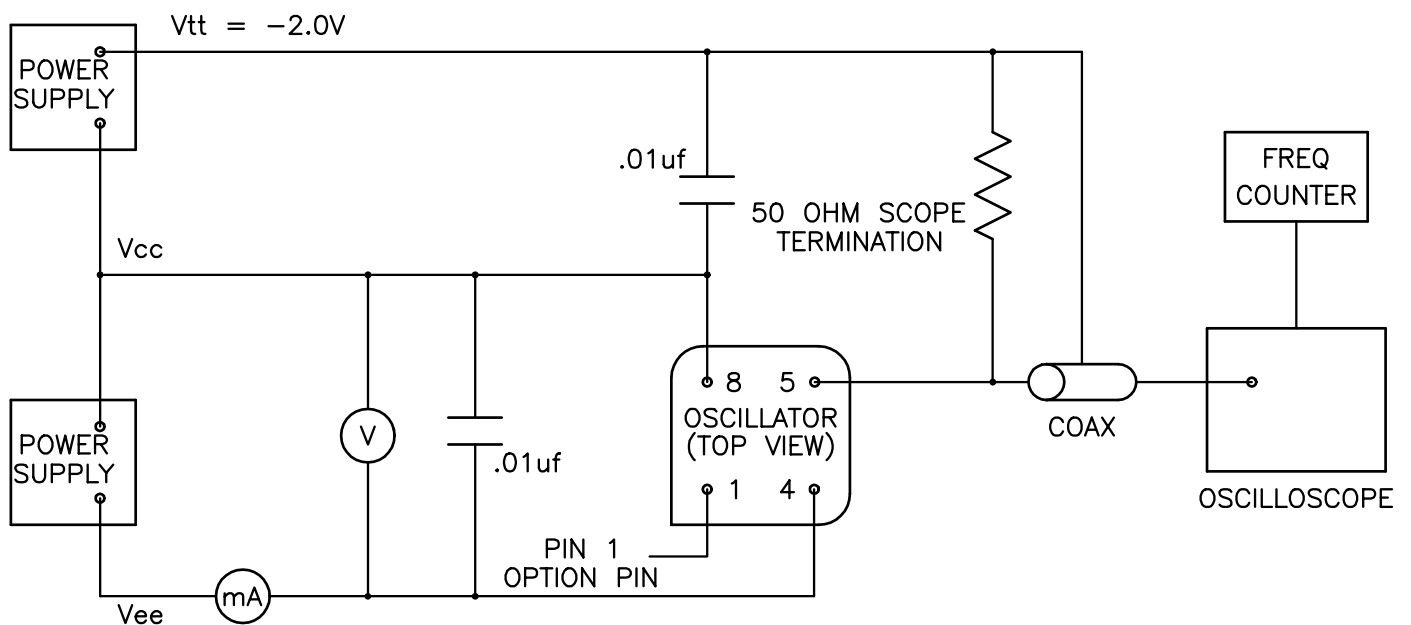 Vtt = −2.0V
POWER
SUPPLY
.01uf
50 OHM SCOPE
TERMINATION
FREQ
COUNTER
Vcc
8 5
OSCILLATOR
(TOP VIEW)
1 4
COAX
OSCILLOSCOPE
POWER
SUPPLY
V
.01uf
PIN 1
OPTION PIN
mA
Vee